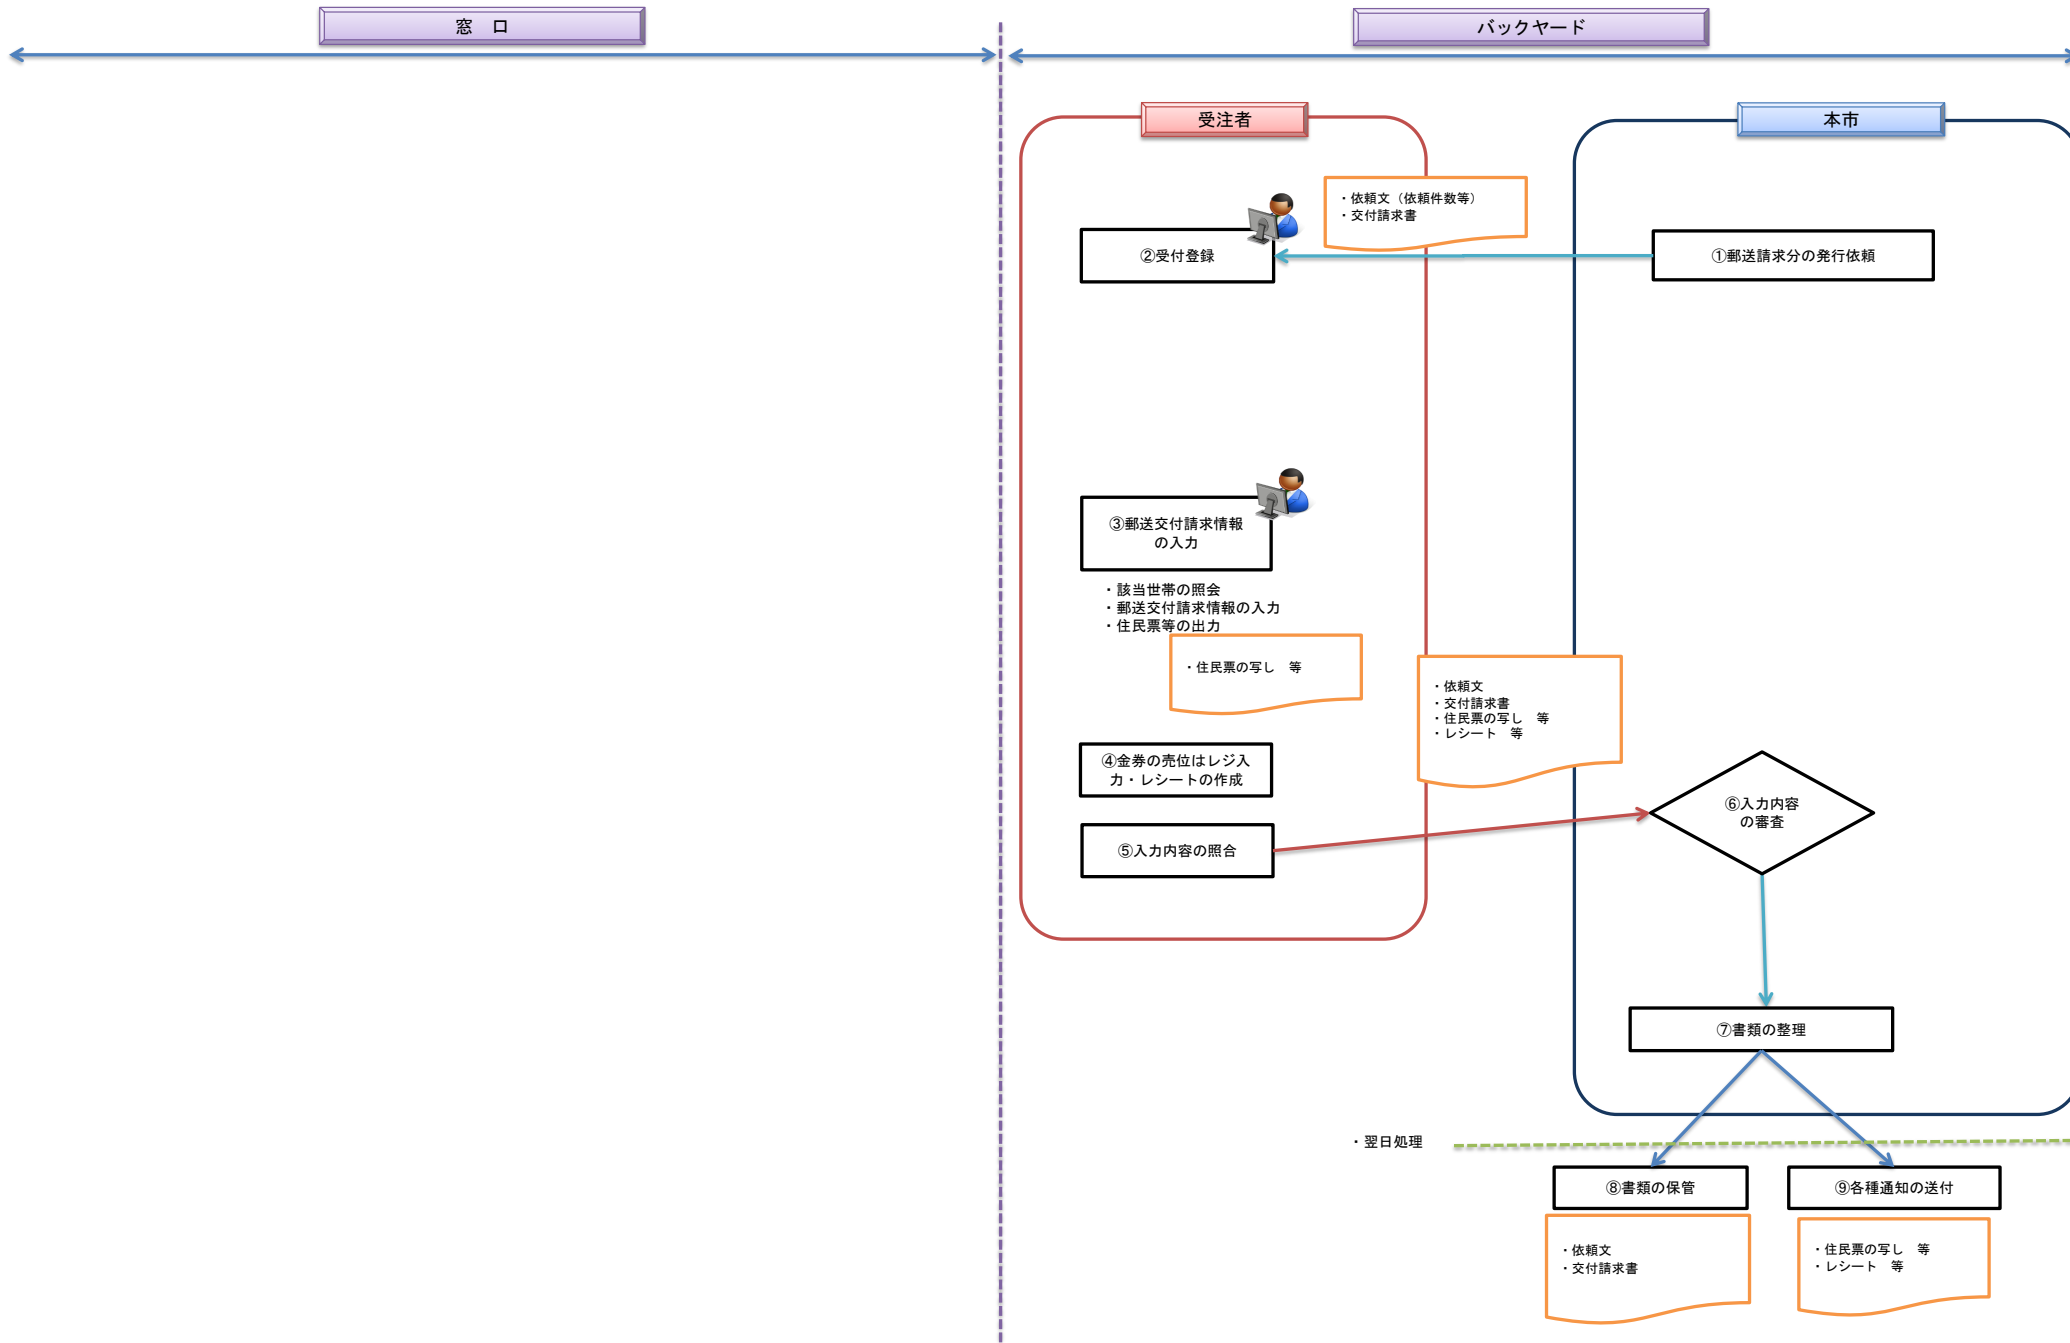 窓　口
バックヤード
受注者
本市
・依頼文（依頼件数等）
・交付請求書
②受付登録
①郵送請求分の発行依頼
③郵送交付請求情報
の入力
・該当世帯の照会
・郵送交付請求情報の入力
・住民票等の出力
・住民票の写し　等
・依頼文
・交付請求書
・住民票の写し　等
・レシート　等
④金券の売位はレジ入
力・レシートの作成
⑥入力内容
の審査
⑤入力内容の照合
⑦書類の整理
・翌日処理
⑧書類の保管
⑨各種通知の送付
・依頼文
・交付請求書
・住民票の写し　等
・レシート　等